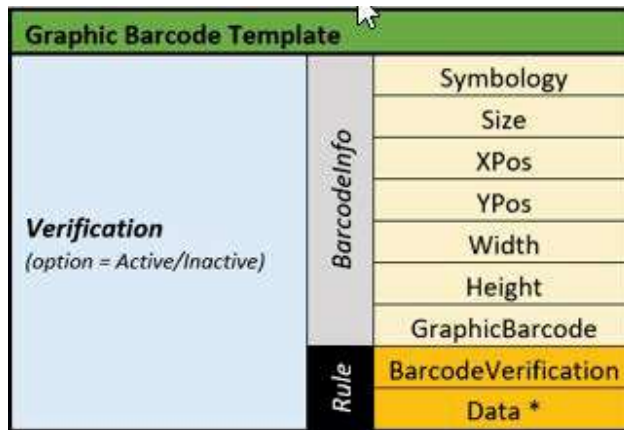 Graphic Barcode Template
Verification
(option = Active/Inactive)
BarcodeInfo
Symbology
Size
XPos
YPos
Width
Height
GraphicBarcode
Rule
BarcodeVerification
Data *